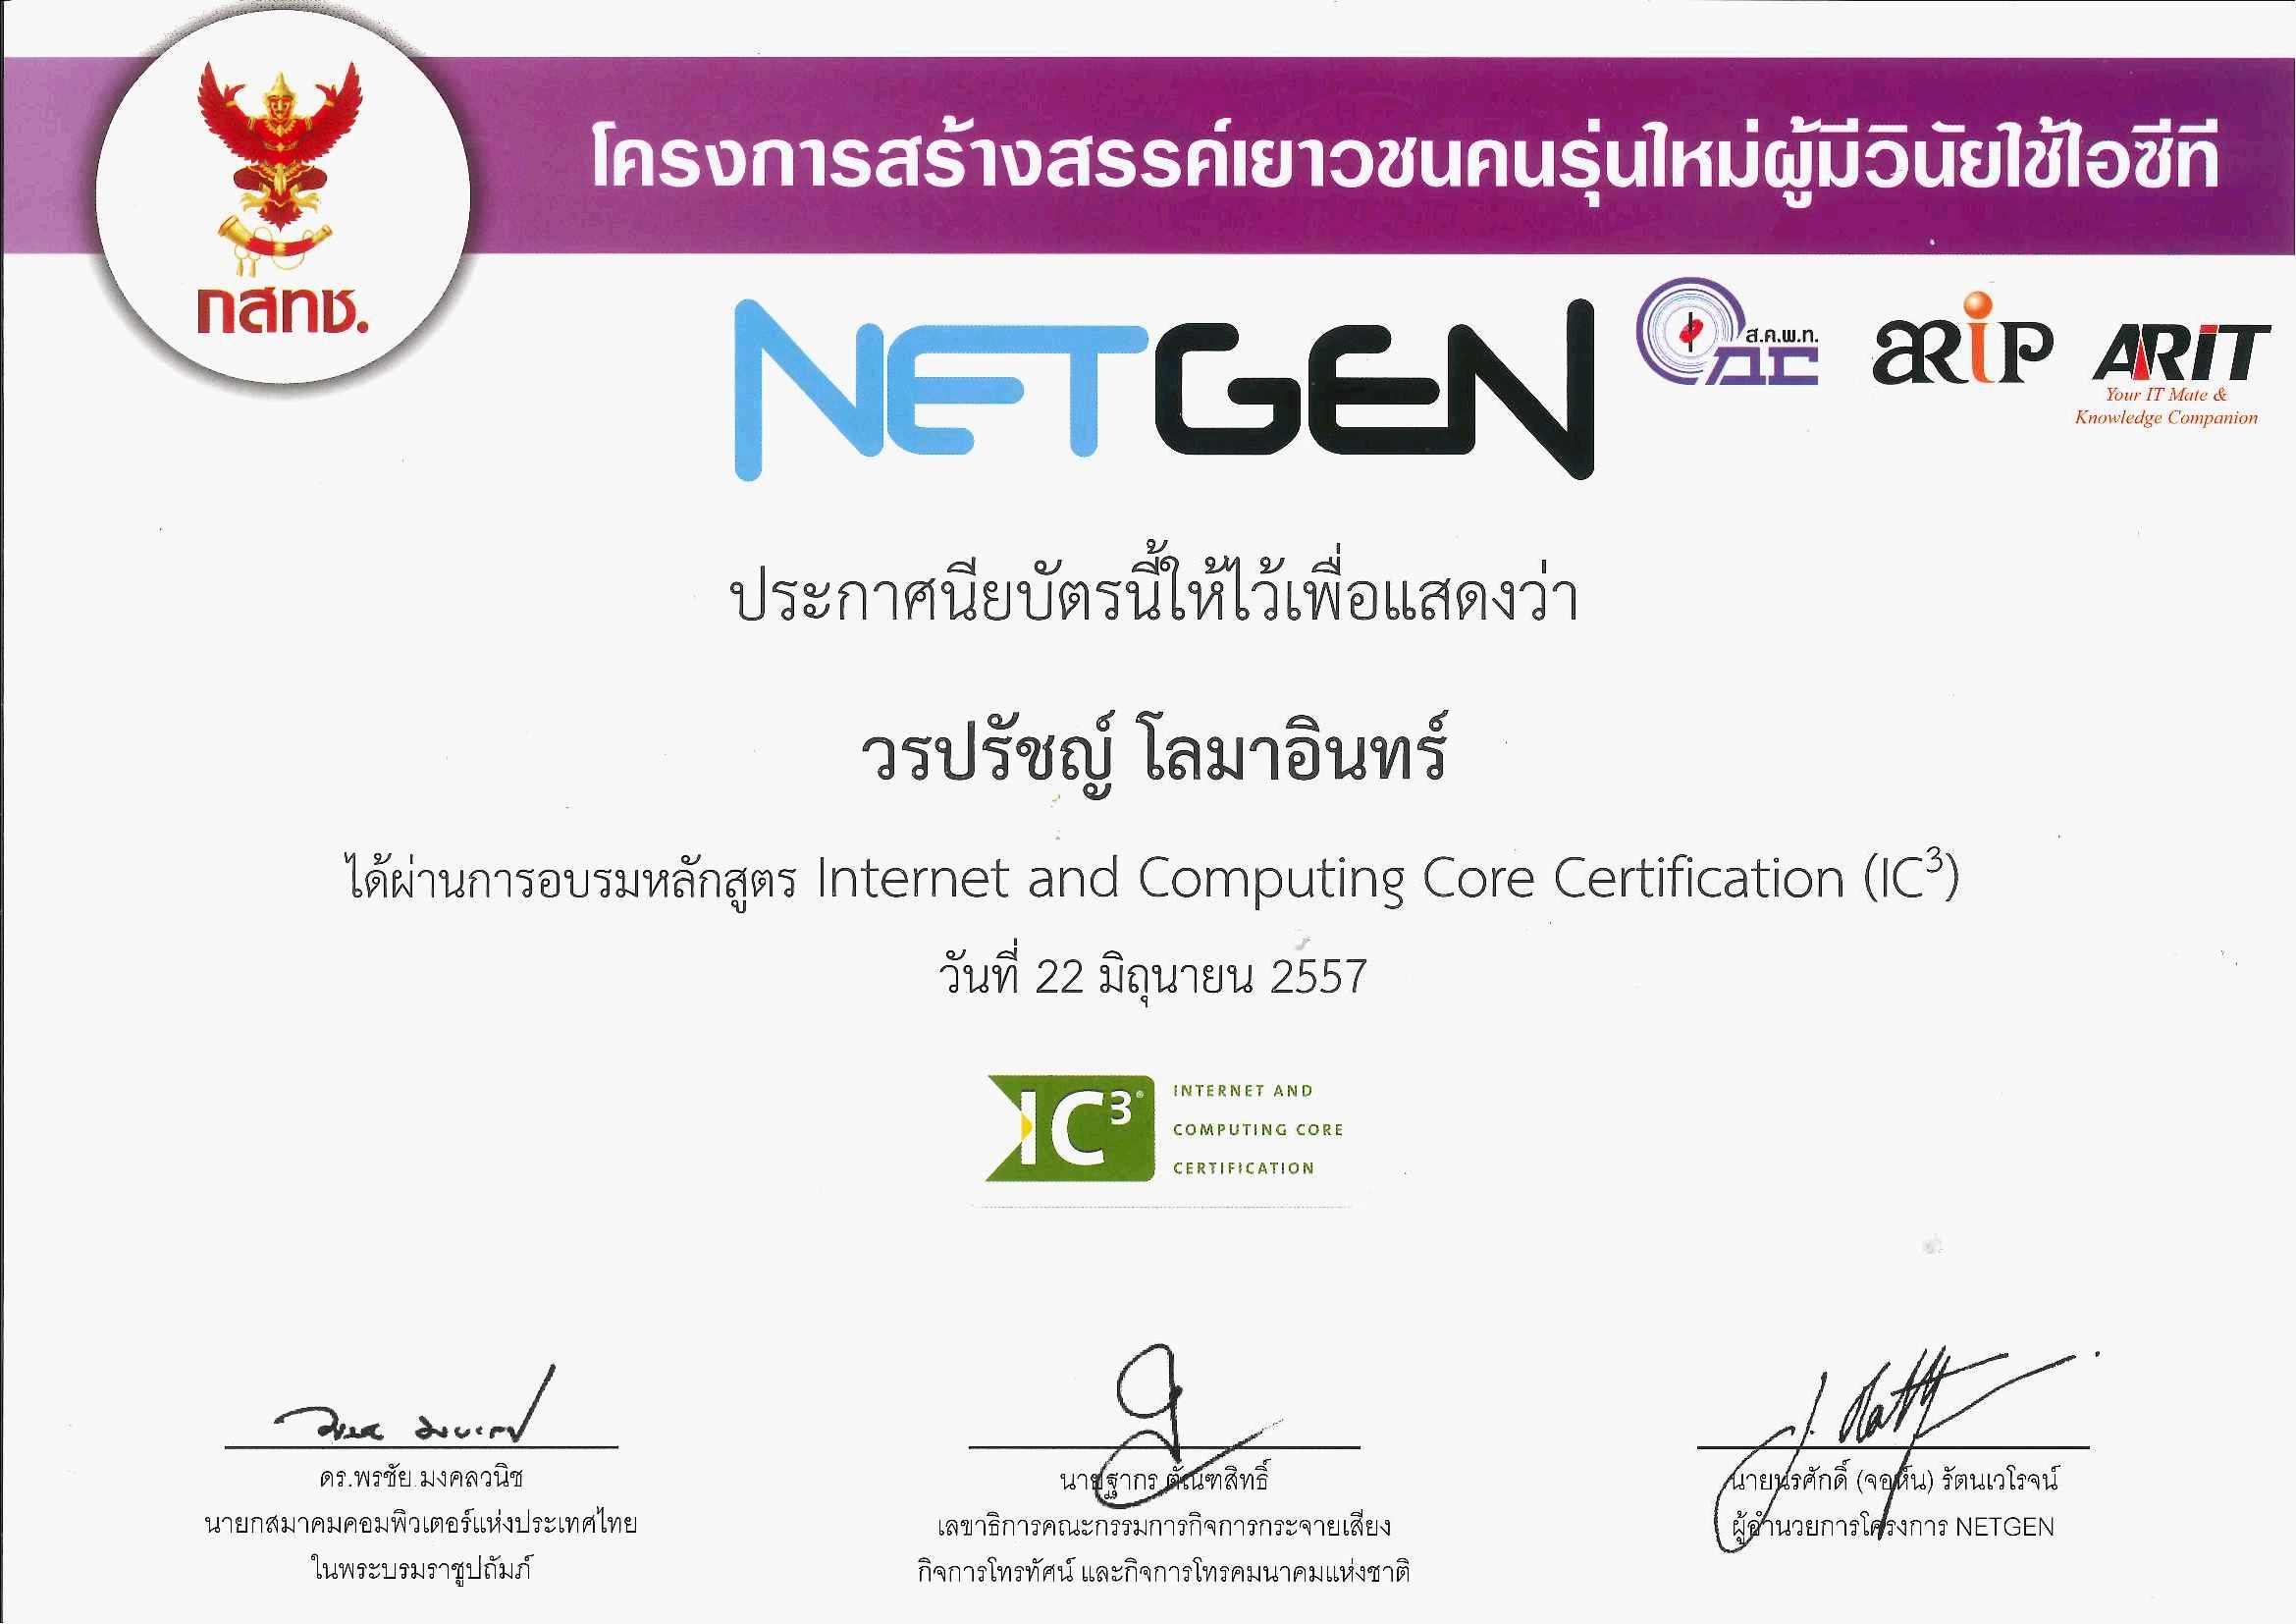 โครงการสร้างสรรค์เยาวชนคนรุ่นใหม่ผู้มีวินัยใช้ไอซีที
กสทช.
NETGEN
ส.ค.พ.ท.
ARiP
ARiT
Your IT Mate &
Knowledge Companion
ประกาศนียบัตรนี้ให้ไว้เพื่อแสดงว่า
วรปรัชญ์ โลมาอินทร์
ได้ผ่านการอบรมหลักสูตร Internet and Computing Core Certification (IC³)
วันที่ 22 มิถุนายน 2557
IC³®
INTERNET AND
COMPUTING CORE
CERTIFICATION
ดร.พรชัย มงคลวนิช
นายกสมาคมคอมพิวเตอร์แห่งประเทศไทย
ในพระบรมราชูปถัมภ์
นายฐากร ตัณฑสิทธิ์
เลขาธิการคณะกรรมการกิจการกระจายเสียง
กิจการโทรทัศน์ และกิจการโทรคมนาคมแห่งชาติ
นายนรศักดิ์ (จอห์น) รัตนเวโรจน์
ผู้อำนวยการโครงการ NETGEN